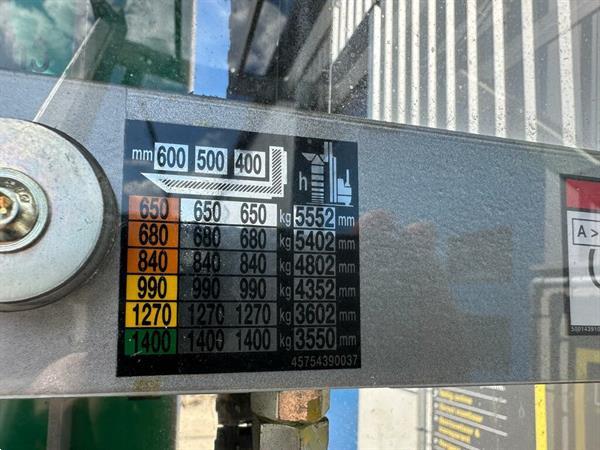 mm 600 500 400
h
650 650 650 kg 5552 mm
680 680 680 kg 5402 mm
840 840 840 kg 4802 mm
990 990 990 kg 4352 mm
1270 1270 1270 kg 3602 mm
1400 1400 1400 kg 3550 mm
45754390037
A >